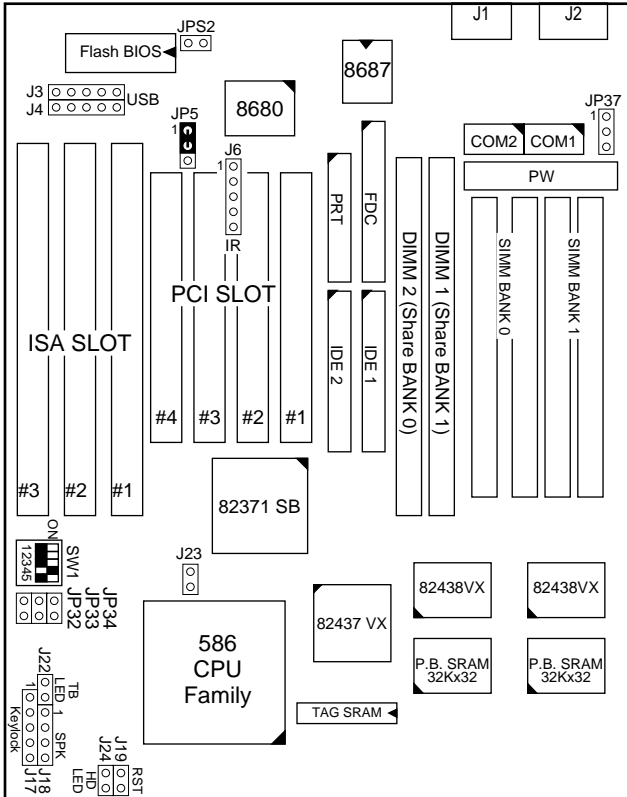 J1
J2
JPS2
Flash BIOS
8687
J3
J4
USB
8680
JP5
1
JP37
1
COM2
COM1
J6
1
IR
PW
PRT
FDC
DIMM 2 (Share BANK 0)
DIMM 1 (Share BANK 1)
SIMM BANK 0
SIMM BANK 1
PCI SLOT
ISA SLOT
IDE 2
IDE 1
#4
#3
#2
#1
#3
#2
#1
82371 SB
ON
12345
SW1
J23
JP32
JP33
JP34
82438VX
82438VX
82437 VX
586
CPU
Family
P.B. SRAM
32Kx32
P.B. SRAM
32Kx32
J22
TB
LED
1
1
TAG SRAM
Keylock
SPK
J17
J18
J24
J19
HD
LED
RST